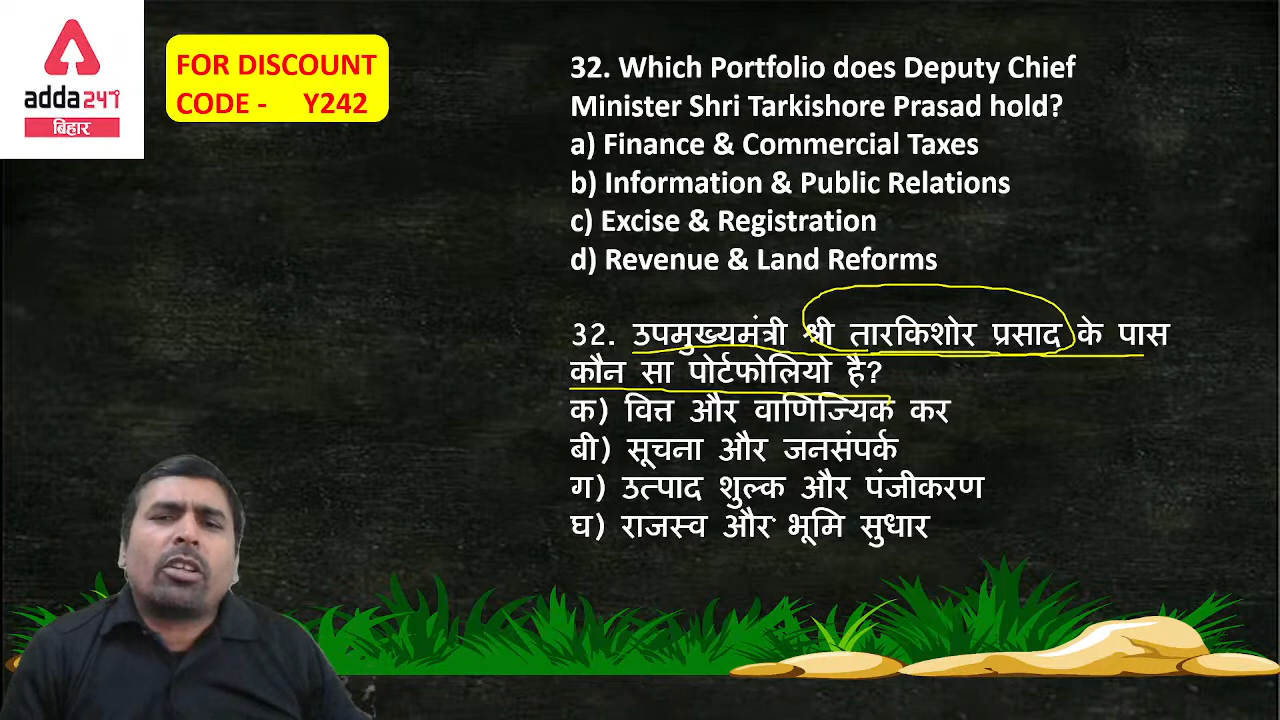 adda247
बिहार
FOR DISCOUNT
CODE - Y242
32. Which Portfolio does Deputy Chief
Minister Shri Tarkishore Prasad hold?
a) Finance & Commercial Taxes
b) Information & Public Relations
c) Excise & Registration
d) Revenue & Land Reforms
32. उपमुख्यमंत्री श्री तारकिशोर प्रसाद के पास
कौन सा पोर्टफोलियो है?
क) वित्त और वाणिज्यिक कर
बी) सूचना और जनसंपर्क
ग) उत्पाद शुल्क और पंजीकरण
घ) राजस्व और भूमि सुधार